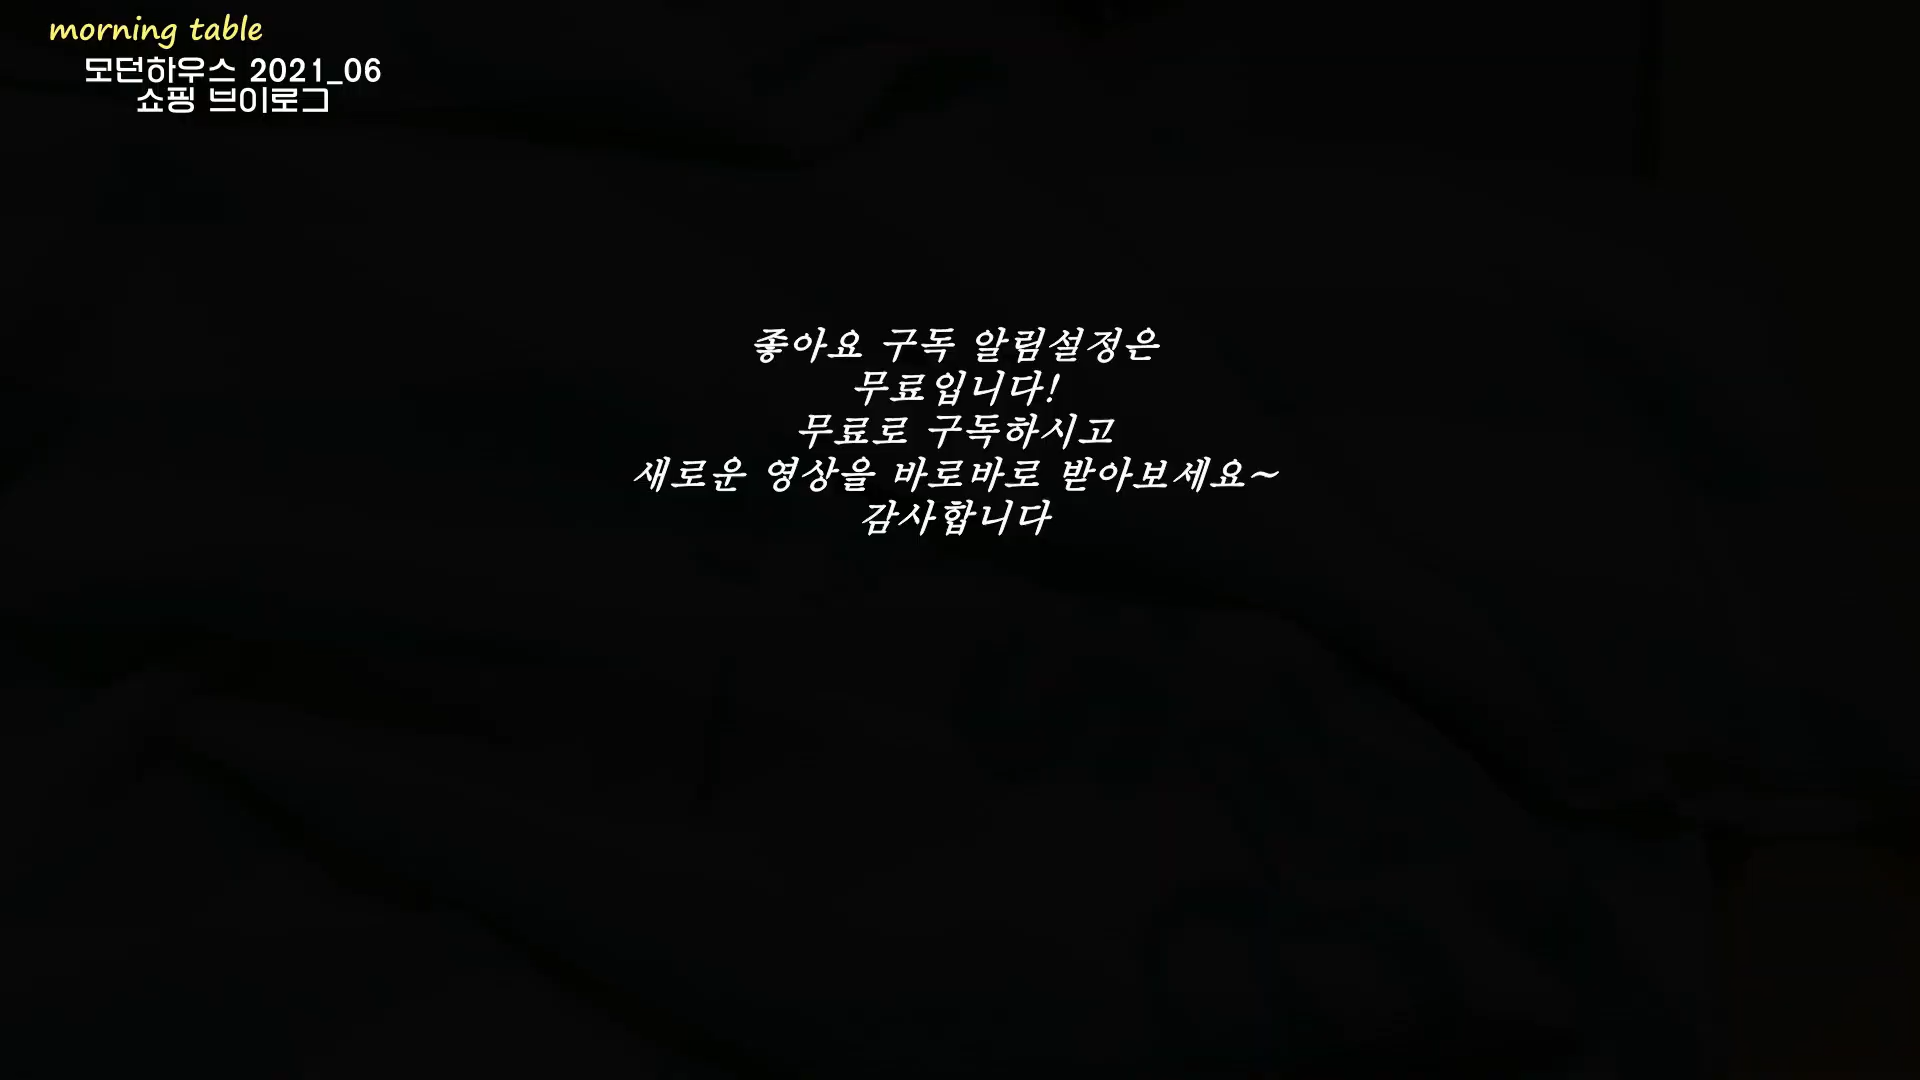 morning table
모던하우스 2021_06
쇼핑 브이로그
좋아요 구독 알림설정은
무료입니다!
무료로 구독하시고
새로운 영상을 바로바로 받아보세요~
감사합니다